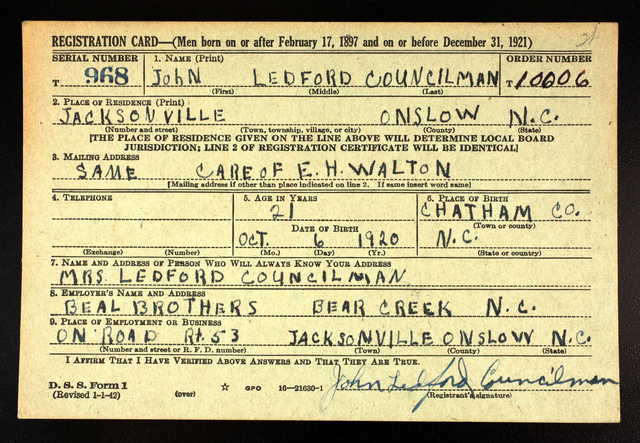 REGISTRATION CARD—(Men born on or after February 17, 1897 and on or before December 31, 1921)
SERIAL NUMBER 1. NAME (Print) ORDER NUMBER
T 968 JOHN LEDFORD COUNCILMAN T 10006
(First) (Middle) (Last)
2. PLACE OF RESIDENCE (Print)
JACKSONVILLE ONSLOW N.C.
(Number and street) (Town, township, village, or city) (County) (State)
[THE PLACE OF RESIDENCE GIVEN ON THE LINE ABOVE WILL DETERMINE LOCAL BOARD
JURISDICTION; LINE 2 OF REGISTRATION CERTIFICATE WILL BE IDENTICAL]
3. MAILING ADDRESS
SAME CARE OF E. H. WALTON
[Mailing address if other than place indicated on line 2. If same insert word same]
4. TELEPHONE 5. AGE IN YEARS 6. PLACE OF BIRTH
21 CHATHAM CO.
DATE OF BIRTH (Town or county)
OCT. 6 1920 N.C.
(Exchange) (Number) (Mo.) (Day) (Yr.) (State or country)
7. NAME AND ADDRESS OF PERSON WHO WILL ALWAYS KNOW YOUR ADDRESS
MRS. LEDFORD COUNCILMAN
8. EMPLOYER'S NAME AND ADDRESS
BEAL BROTHERS BEAR CREEK N.C.
9. PLACE OF EMPLOYMENT OR BUSINESS
ON ROAD Rt. 53 JACKSONVILLE ONSLOW N.C.
(Number and street or R. F. D. number) (Town) (County) (State)
I AFFIRM THAT I HAVE VERIFIED ABOVE ANSWERS AND THAT THEY ARE TRUE.
D. S. S. Form 1
(Revised 1-1-42) (over) ☆ GPO 16—21630-1 John Ledford Councilman
(Registrant's signature)